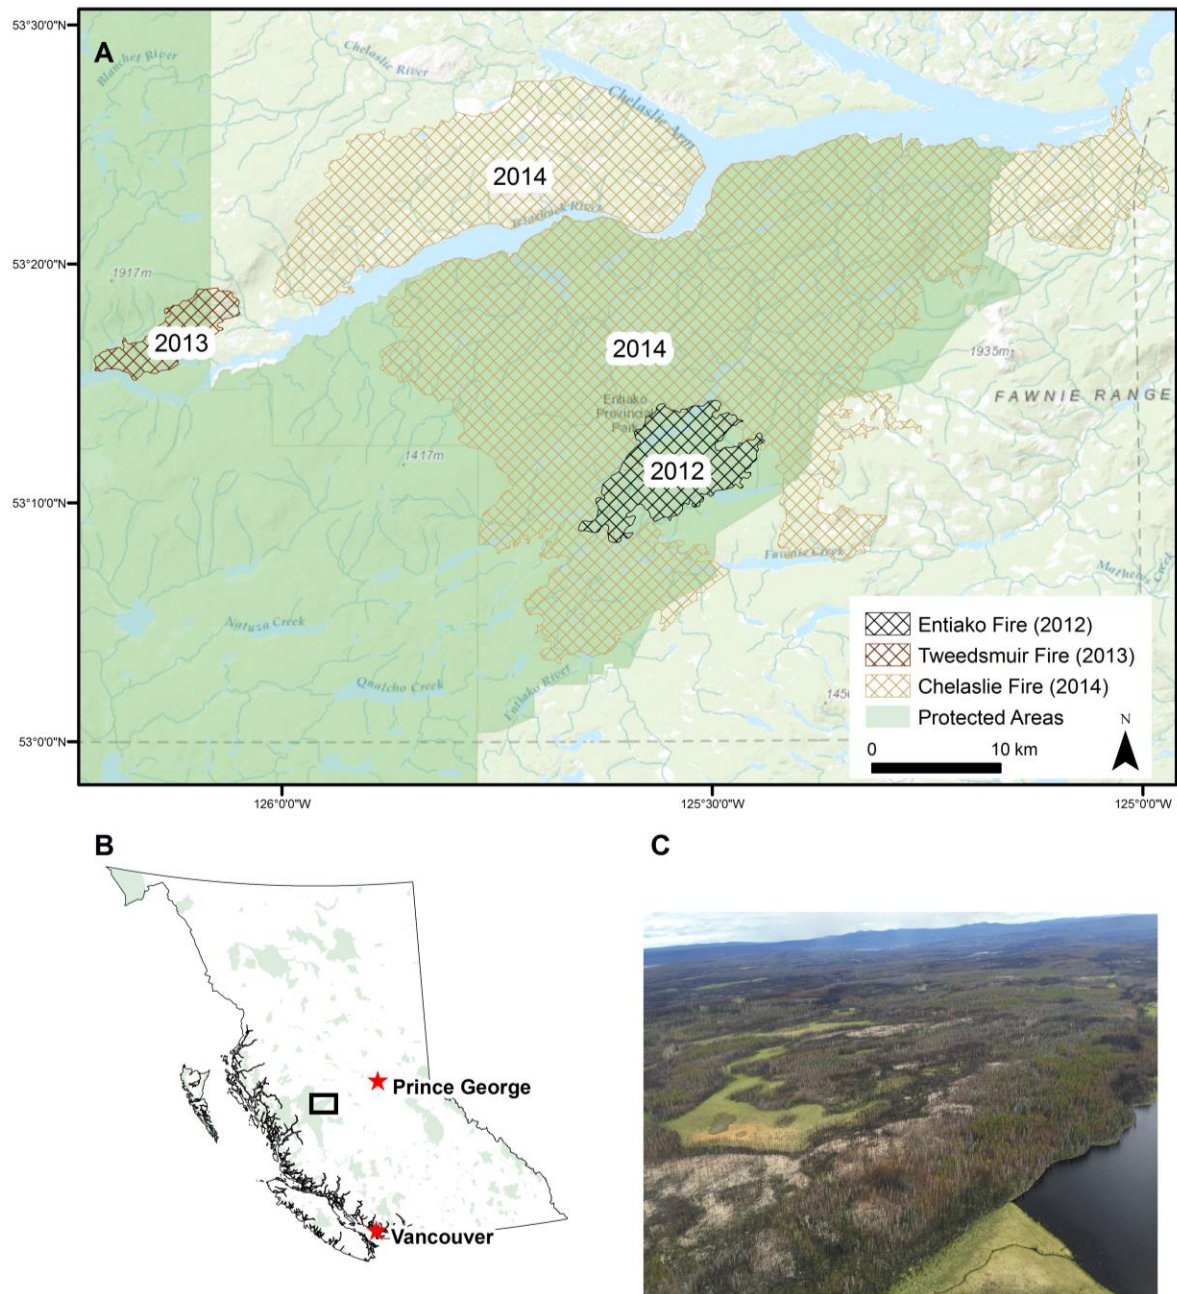 53°30'0"N
A
Blanchet River
Chelaslie River
Chelaslie Arm
2014
Tetachuck River
53°20'0"N
1917m
2013
2014
1935m
FAWNIE RANGE
Entiako
Provincial
Park
1417m
2012
53°10'0"N
Fawnie Creek
Mathews Creek
Natuza Creek
Qualcho Creek
Entiako River
Entiako Fire (2012)
Tweedsmuir Fire (2013)
Chelaslie Fire (2014)
Protected Areas
N
0 10 km
53°0'0"N
126°0'0"W
125°30'0"W
125°0'0"W
B
C
Prince George
Vancouver